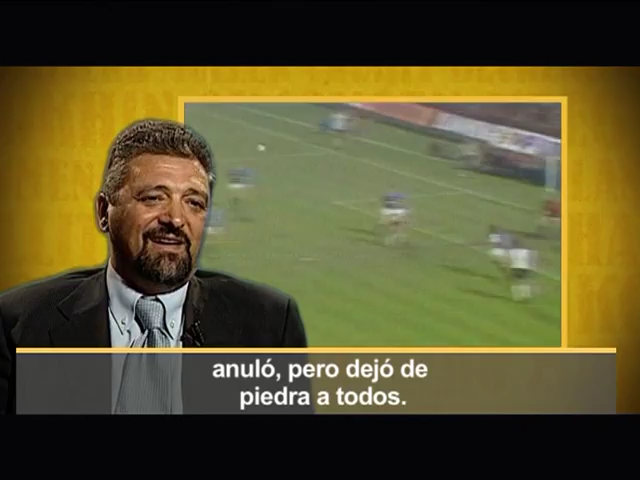 anuló, pero dejó de
piedra a todos.